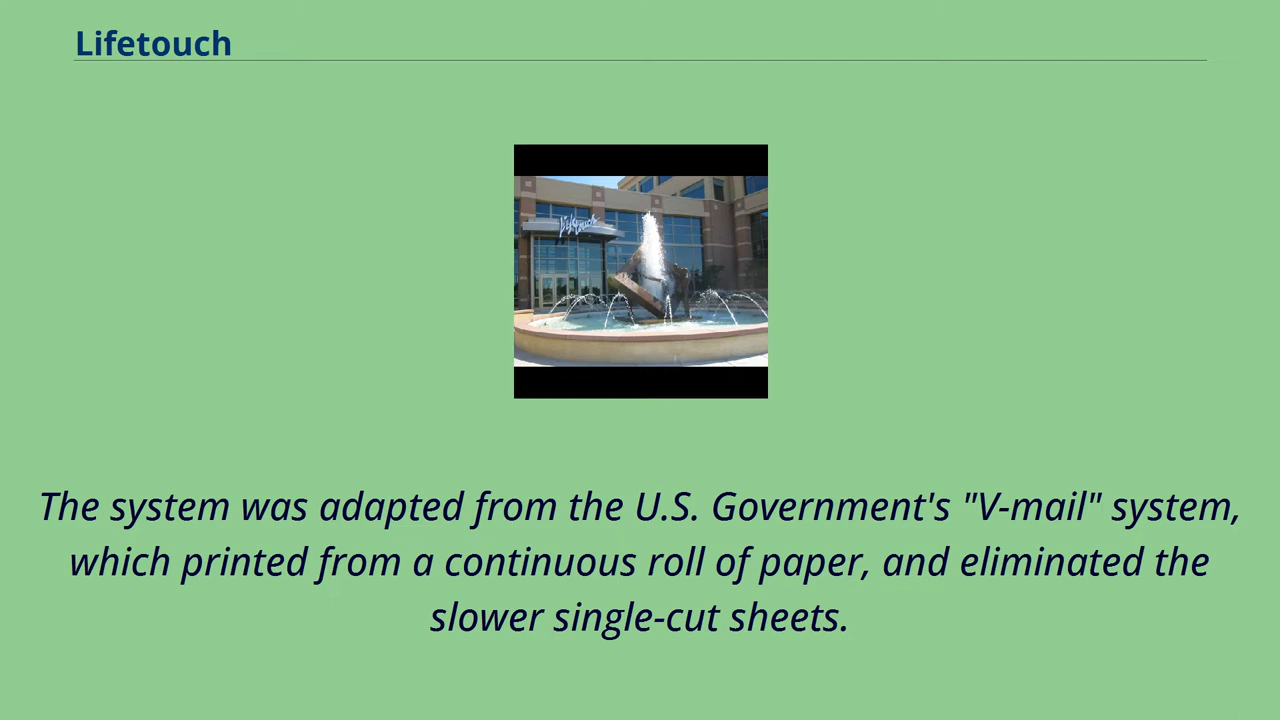 Lifetouch
Lifetouch
The system was adapted from the U.S. Government's "V-mail" system,
which printed from a continuous roll of paper, and eliminated the
slower single-cut sheets.